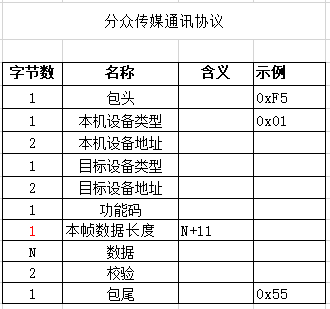 分众传媒通讯协议
字节数 名称 含义 示例
1 包头 0xF5
1 本机设备类型 0x01
2 本机设备地址
1 目标设备类型
2 目标设备地址
1 功能码
1 本帧数据长度 N+11
N 数据
2 校验
1 包尾 0x55